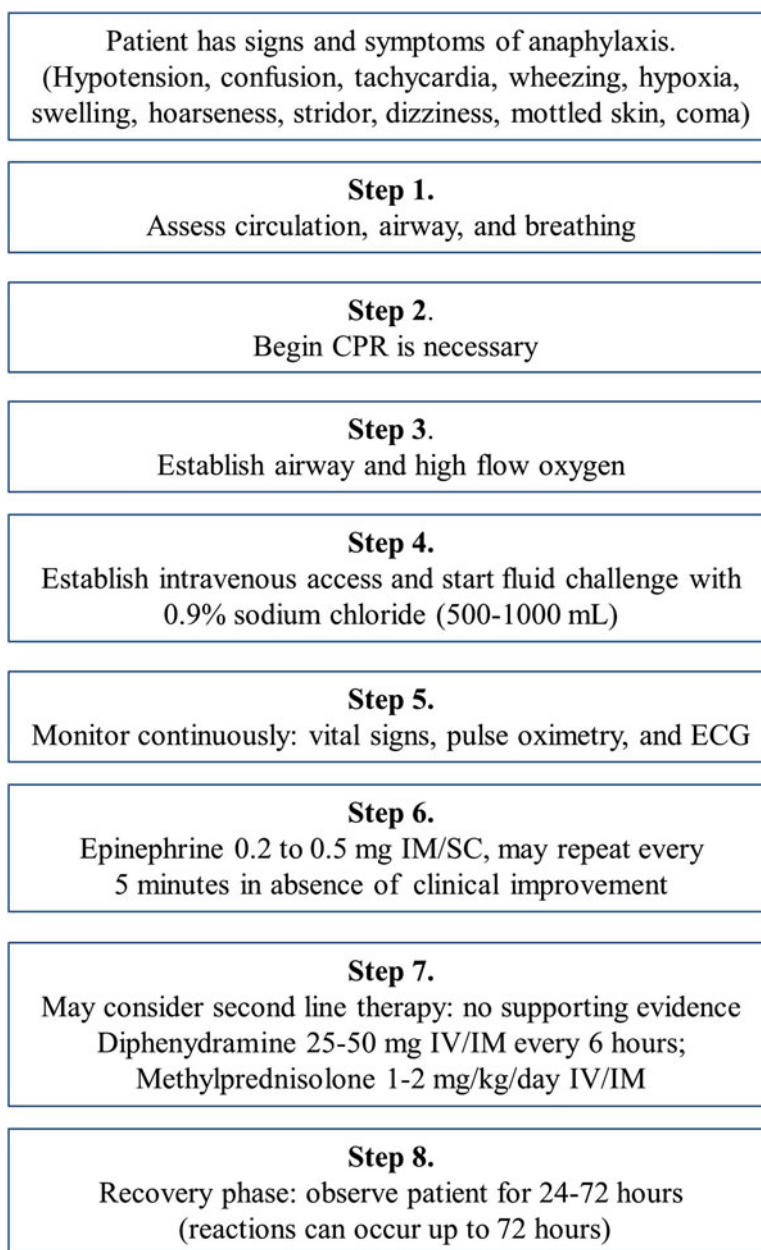 Patient has signs and symptoms of anaphylaxis.
(Hypotension, confusion, tachycardia, wheezing, hypoxia,
swelling, hoarseness, stridor, dizziness, mottled skin, coma)
Step 1.
Assess circulation, airway, and breathing
Step 2.
Begin CPR is necessary
Step 3.
Establish airway and high flow oxygen
Step 4.
Establish intravenous access and start fluid challenge with
0.9% sodium chloride (500-1000 mL)
Step 5.
Monitor continuously: vital signs, pulse oximetry, and ECG
Step 6.
Epinephrine 0.2 to 0.5 mg IM/SC, may repeat every
5 minutes in absence of clinical improvement
Step 7.
May consider second line therapy: no supporting evidence
Diphenydramine 25-50 mg IV/IM every 6 hours;
Methylprednisolone 1-2 mg/kg/day IV/IM
Step 8.
Recovery phase: observe patient for 24-72 hours
(reactions can occur up to 72 hours)